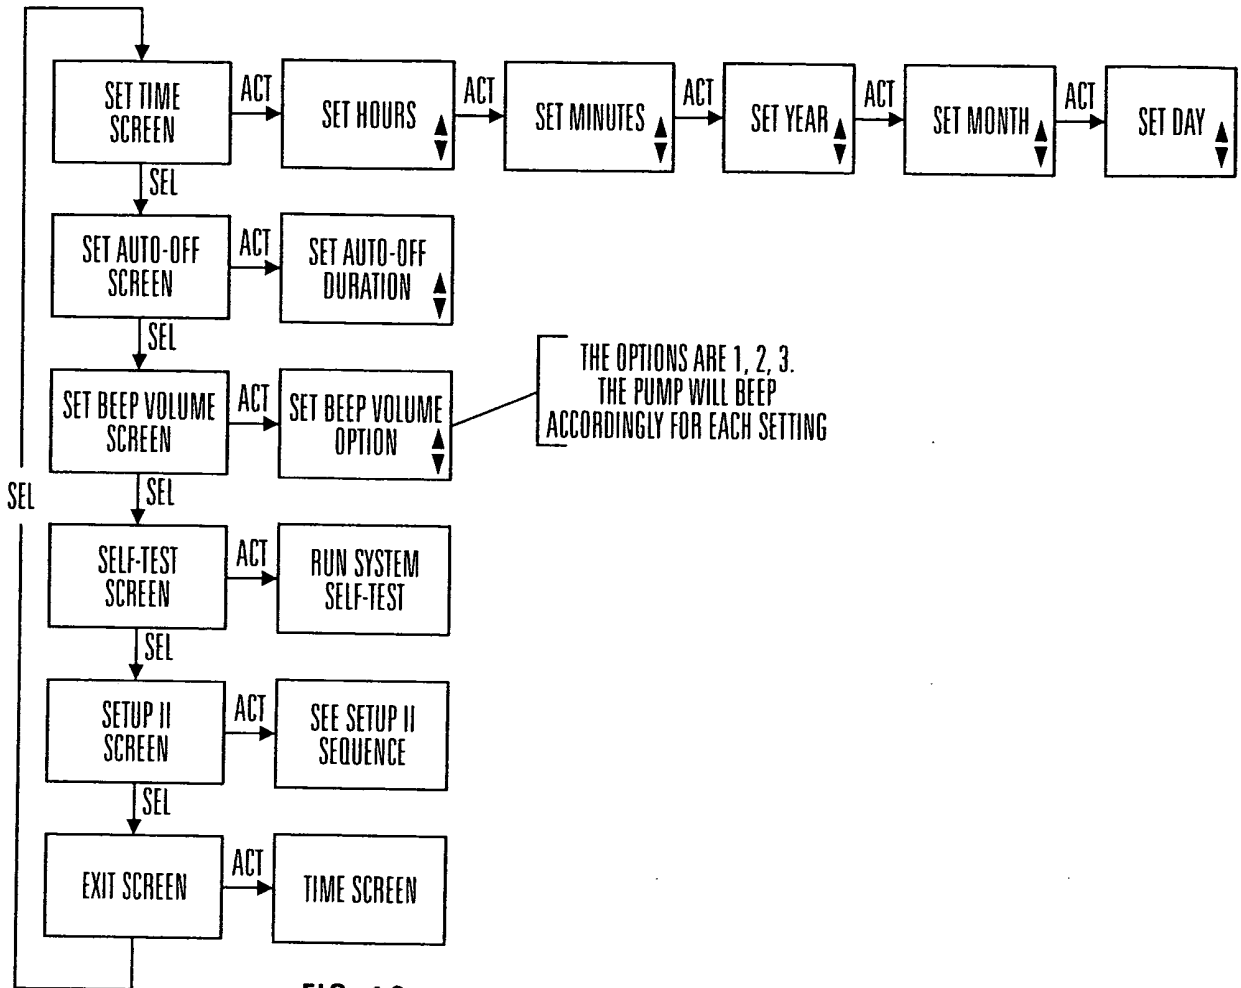 SET TIME
SCREEN
ACT
SET HOURS
ACT
SET MINUTES
ACT
SET YEAR
ACT
SET MONTH
ACT
SET DAY
SEL
SET AUTO-OFF
SCREEN
ACT
SET AUTO-OFF
DURATION
SEL
SET BEEP VOLUME
SCREEN
ACT
SET BEEP VOLUME
OPTION
THE OPTIONS ARE 1, 2, 3.
THE PUMP WILL BEEP
ACCORDINGLY FOR EACH SETTING
SEL
SEL
SELF-TEST
SCREEN
ACT
RUN SYSTEM
SELF-TEST
SEL
SETUP II
SCREEN
ACT
SEE SETUP II
SEQUENCE
SEL
EXIT SCREEN
ACT
TIME SCREEN